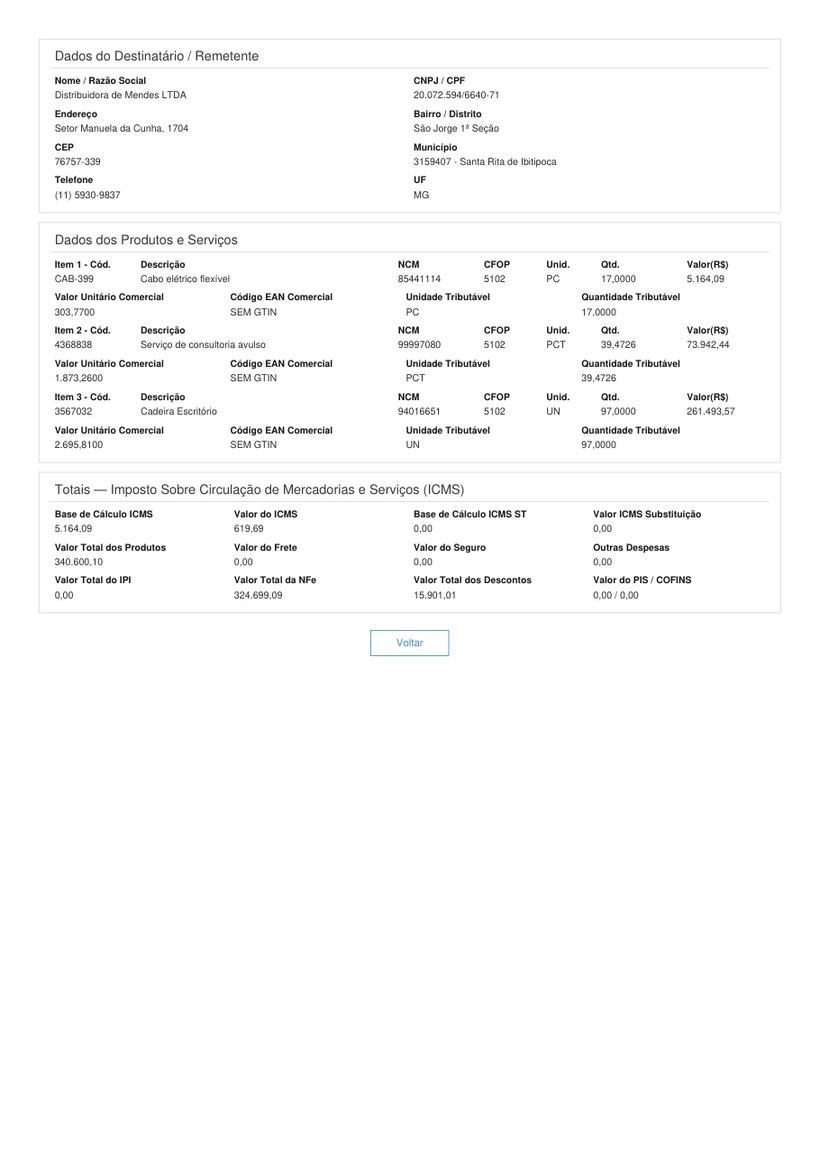 Dados do Destinatário / Remetente
Nome / Razão Social CNPJ / CPF
Distribuidora de Mendes LTDA 20.072.594/6640-71
Endereço Bairro / Distrito
Setor Manuela da Cunha, 1704 São Jorge 1ª Seção
CEP Município
76757-339 3159407 - Santa Rita de Ibitipoca
Telefone UF
(11) 5930-9837 MG
Dados dos Produtos e Serviços
Item 1 - Cód. Descrição NCM CFOP Unid. Qtd. Valor(R$)
CAB-399 Cabo elétrico flexível 85441114 5102 PC 17,0000 5.164,09
Valor Unitário Comercial Código EAN Comercial Unidade Tributável Quantidade Tributável
303,7700 SEM GTIN PC 17,0000
Item 2 - Cód. Descrição NCM CFOP Unid. Qtd. Valor(R$)
4368838 Serviço de consultoria avulso 99997080 5102 PCT 39,4726 73.942,44
Valor Unitário Comercial Código EAN Comercial Unidade Tributável Quantidade Tributável
1.873,2600 SEM GTIN PCT 39,4726
Item 3 - Cód. Descrição NCM CFOP Unid. Qtd. Valor(R$)
3567032 Cadeira Escritório 94016651 5102 UN 97,0000 261.493,57
Valor Unitário Comercial Código EAN Comercial Unidade Tributável Quantidade Tributável
2.695,8100 SEM GTIN UN 97,0000
Totais — Imposto Sobre Circulação de Mercadorias e Serviços (ICMS)
Base de Cálculo ICMS Valor do ICMS Base de Cálculo ICMS ST Valor ICMS Substituição
5.164,09 619,69 0,00 0,00
Valor Total dos Produtos Valor do Frete Valor do Seguro Outras Despesas
340.600,10 0,00 0,00 0,00
Valor Total do IPI Valor Total da NFe Valor Total dos Descontos Valor do PIS / COFINS
0,00 324.699,09 15.901,01 0,00 / 0,00
Voltar